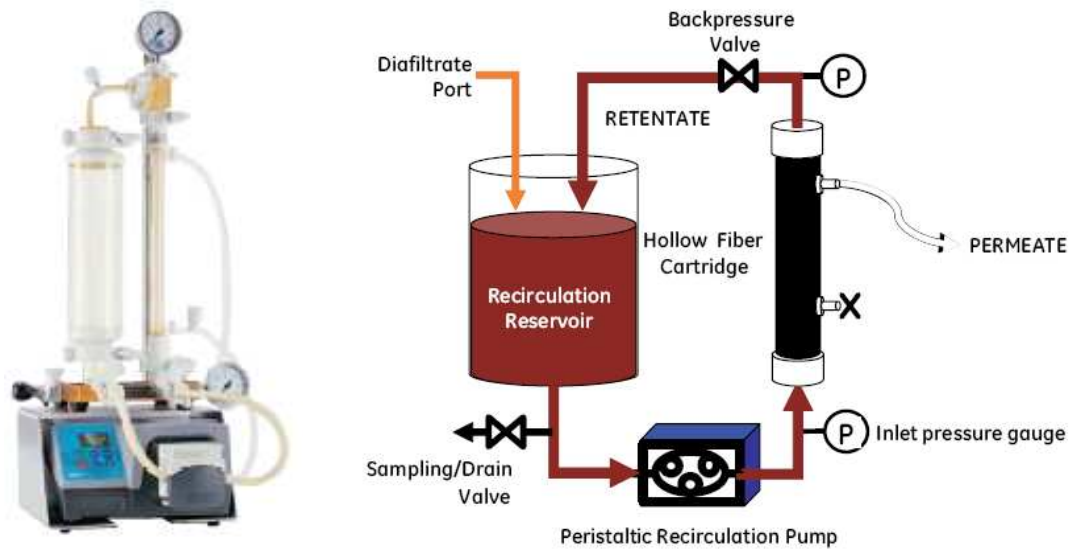 Backpressure
Valve
Diafiltrate
Port
P
RETENTATE
Hollow Fiber
Cartridge
PERMEATE
Recirculation
Reservoir
X
P
Inlet pressure gauge
Sampling/Drain
Valve
Peristaltic Recirculation Pump